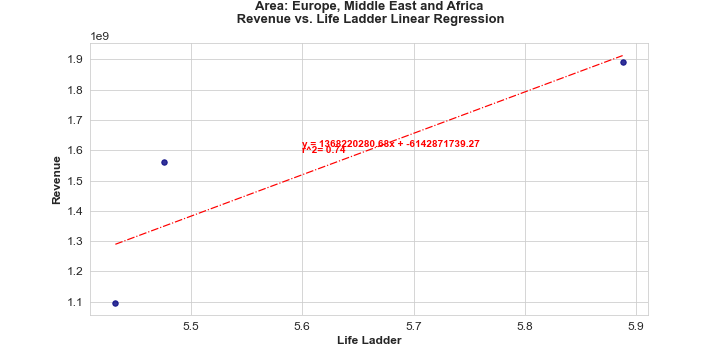 Area: Europe, Middle East and Africa
Revenue vs. Life Ladder Linear Regression
1e9
1.9
1.8
1.7
1.6
1.5
1.4
1.3
1.2
1.1
Revenue
y = 1368220280.68x + -6142871739.27
r^2= 0.74
5.5
5.6
5.7
5.8
5.9
Life Ladder